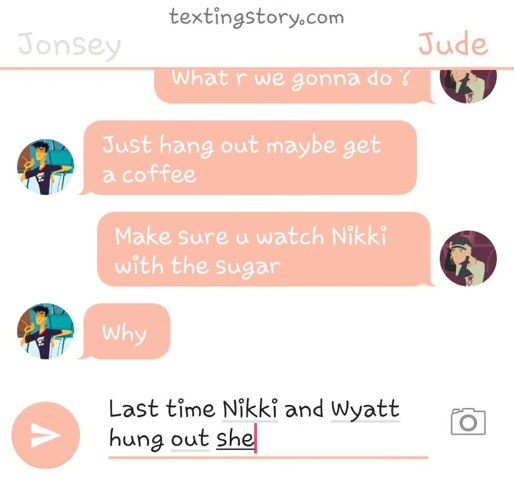 textingstory.com
Jonsey
Jude
What r we gonna do ?
Just hang out maybe get
a coffee
Make sure u watch Nikki
with the sugar
Why
Last time Nikki and Wyatt
hung out she